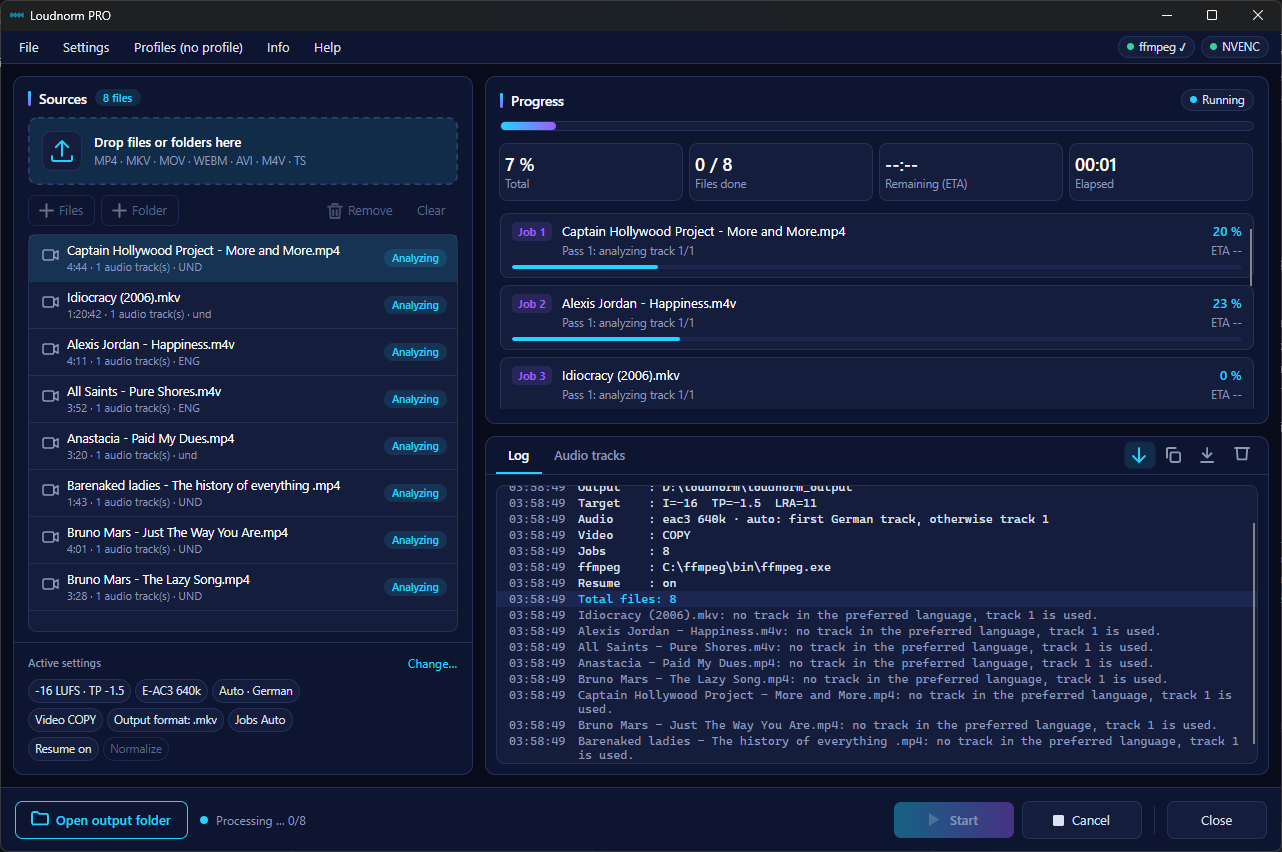 Loudnorm PRO
File Settings Profiles (no profile) Info Help
ffmpeg ✓ NVENC
Sources 8 files
Drop files or folders here
MP4 · MKV · MOV · WEBM · AVI · M4V · TS
Files Folder Remove Clear
Captain Hollywood Project - More and More.mp4
4:44 · 1 audio track(s) · UND
Analyzing
Idiocracy (2006).mkv
1:20:42 · 1 audio track(s) · und
Analyzing
Alexis Jordan - Happiness.m4v
4:11 · 1 audio track(s) · ENG
Analyzing
All Saints - Pure Shores.m4v
3:52 · 1 audio track(s) · ENG
Analyzing
Anastacia - Paid My Dues.mp4
3:20 · 1 audio track(s) · und
Analyzing
Barenaked ladies - The history of everything .mp4
1:43 · 1 audio track(s) · UND
Analyzing
Bruno Mars - Just The Way You Are.mp4
4:01 · 1 audio track(s) · UND
Analyzing
Bruno Mars - The Lazy Song.mp4
3:28 · 1 audio track(s) · UND
Analyzing
Active settings Change...
-16 LUFS · TP -1.5 E-AC3 640k Auto · German
Video COPY Output format: .mkv Jobs Auto
Resume on Normalize
Progress Running
7 % 0 / 8 --:-- 00:01
Total Files done Remaining (ETA) Elapsed
Job 1 Captain Hollywood Project - More and More.mp4 20 %
Pass 1: analyzing track 1/1 ETA --
Job 2 Alexis Jordan - Happiness.m4v 23 %
Pass 1: analyzing track 1/1 ETA --
Job 3 Idiocracy (2006).mkv 0 %
Pass 1: analyzing track 1/1 ETA --
Log Audio tracks
03:58:49 Output : D:\loudnorm\loudnorm_output
03:58:49 Target : I=-16 TP=-1.5 LRA=11
03:58:49 Audio : eac3 640k · auto: first German track, otherwise track 1
03:58:49 Video : COPY
03:58:49 Jobs : 8
03:58:49 ffmpeg : C:\ffmpeg\bin\ffmpeg.exe
03:58:49 Resume : on
03:58:49 Total files: 8
03:58:49 Idiocracy (2006).mkv: no track in the preferred language, track 1 is used.
03:58:49 Alexis Jordan - Happiness.m4v: no track in the preferred language, track 1 is used.
03:58:49 All Saints - Pure Shores.m4v: no track in the preferred language, track 1 is used.
03:58:49 Anastacia - Paid My Dues.mp4: no track in the preferred language, track 1 is used.
03:58:49 Bruno Mars - The Lazy Song.mp4: no track in the preferred language, track 1 is used.
03:58:49 Captain Hollywood Project - More and More.mp4: no track in the preferred language, track 1 is
used.
03:58:49 Bruno Mars - Just The Way You Are.mp4: no track in the preferred language, track 1 is used.
03:58:49 Barenaked ladies - The history of everything .mp4: no track in the preferred language, track 1
is used.
Open output folder Processing ... 0/8 Start Cancel Close